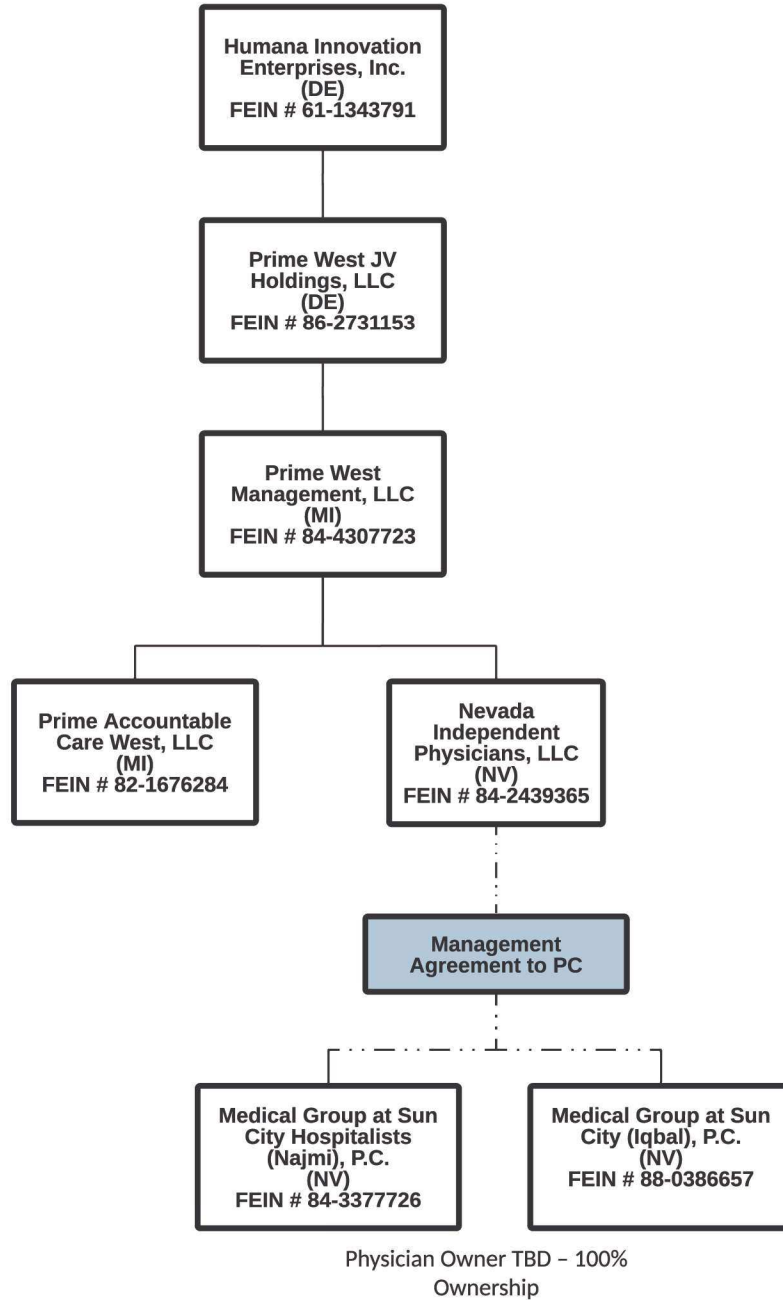 Humana Innovation
Enterprises, Inc.
(DE)
FEIN # 61-1343791
Prime West JV
Holdings, LLC
(DE)
FEIN # 86-2731153
Prime West
Management, LLC
(MI)
FEIN # 84-4307723
Prime Accountable
Care West, LLC
(MI)
FEIN # 82-1676284
Nevada
Independent
Physicians, LLC
(NV)
FEIN # 84-2439365
Management
Agreement to PC
Medical Group at Sun
City Hospitalists
(Najmi), P.C.
(NV)
FEIN # 84-3377726
Medical Group at Sun
City (Iqbal), P.C.
(NV)
FEIN # 88-0386657
Physician Owner TBD – 100%
Ownership